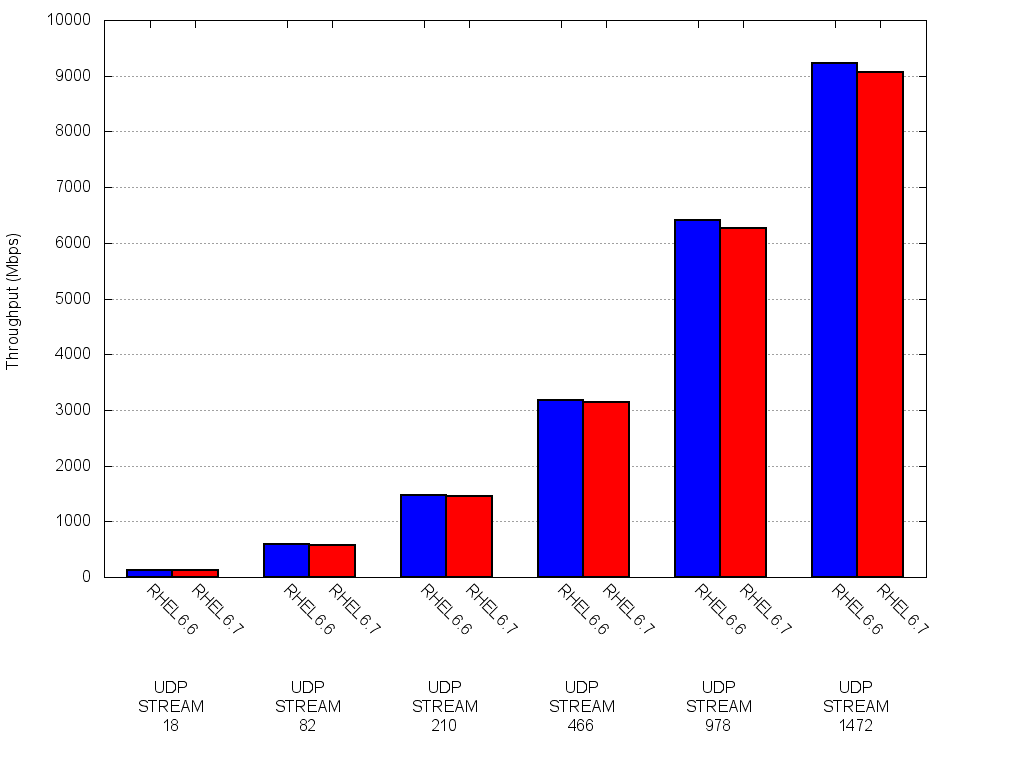 10000
9000
8000
7000
6000
5000
4000
3000
2000
1000
0
Throughput (Mbps)
RHEL6.6
RHEL6.7
RHEL6.6
RHEL6.7
RHEL6.6
RHEL6.7
RHEL6.6
RHEL6.7
RHEL6.6
RHEL6.7
RHEL6.6
RHEL6.7
UDP
STREAM
18
UDP
STREAM
82
UDP
STREAM
210
UDP
STREAM
466
UDP
STREAM
978
UDP
STREAM
1472